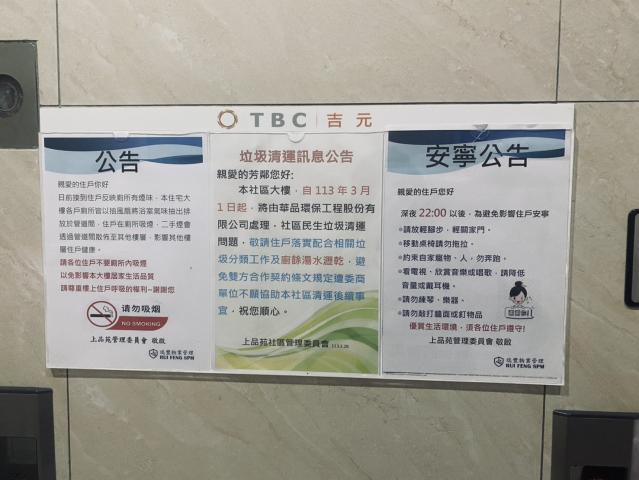 TBC 吉元
公告
親愛的住戶你好
日前接到住戶反映廁所有煙味，本住宅大
樓各戶廁所皆以抽風扇將浴室氣味抽出排
放於管道間，住戶在廁所吸煙，二手煙會
透過管道間散佈至其他樓層，影響其他樓
層住戶健康。
請各位住戶不要廁所內吸煙
以免影響本大樓居家生活品質
請尊重樓上住戶呼吸的權利~謝謝您
请勿吸烟
NO SMOKING
上品苑管理委員會 敬啟
瑞豐物業管理
RUI FENG SPM
垃圾清運訊息公告
親愛的芳鄰您好:
本社區大樓，自 113 年 3 月
1 日起，將由華品環保工程股份有
限公司處理，社區民生垃圾清運
問題，敬請住戶落實配合相關垃
圾分類工作及廚餘湯水瀝乾，避
免雙方合作契約條文規定遭委商
單位不願協助本社區清運後續事
宜，祝您順心。
上品苑社區管理委員會
安寧公告
親愛的住戶您好
深夜 22:00 以後，為避免影響住戶安寧
•請放輕腳步、輕關家門。
•移動桌椅請勿拖拉。
•約束自家寵物、人，勿奔跑。
•看電視、欣賞音樂或唱歌，請降低
音量或戴耳機。
•請勿練琴、樂器、
•請勿敲打牆面或釘物品
優質生活環境，須各位住戶遵守!
上品苑管理委員會 敬啟
瑞豐物業管理
RUI FENG SPM